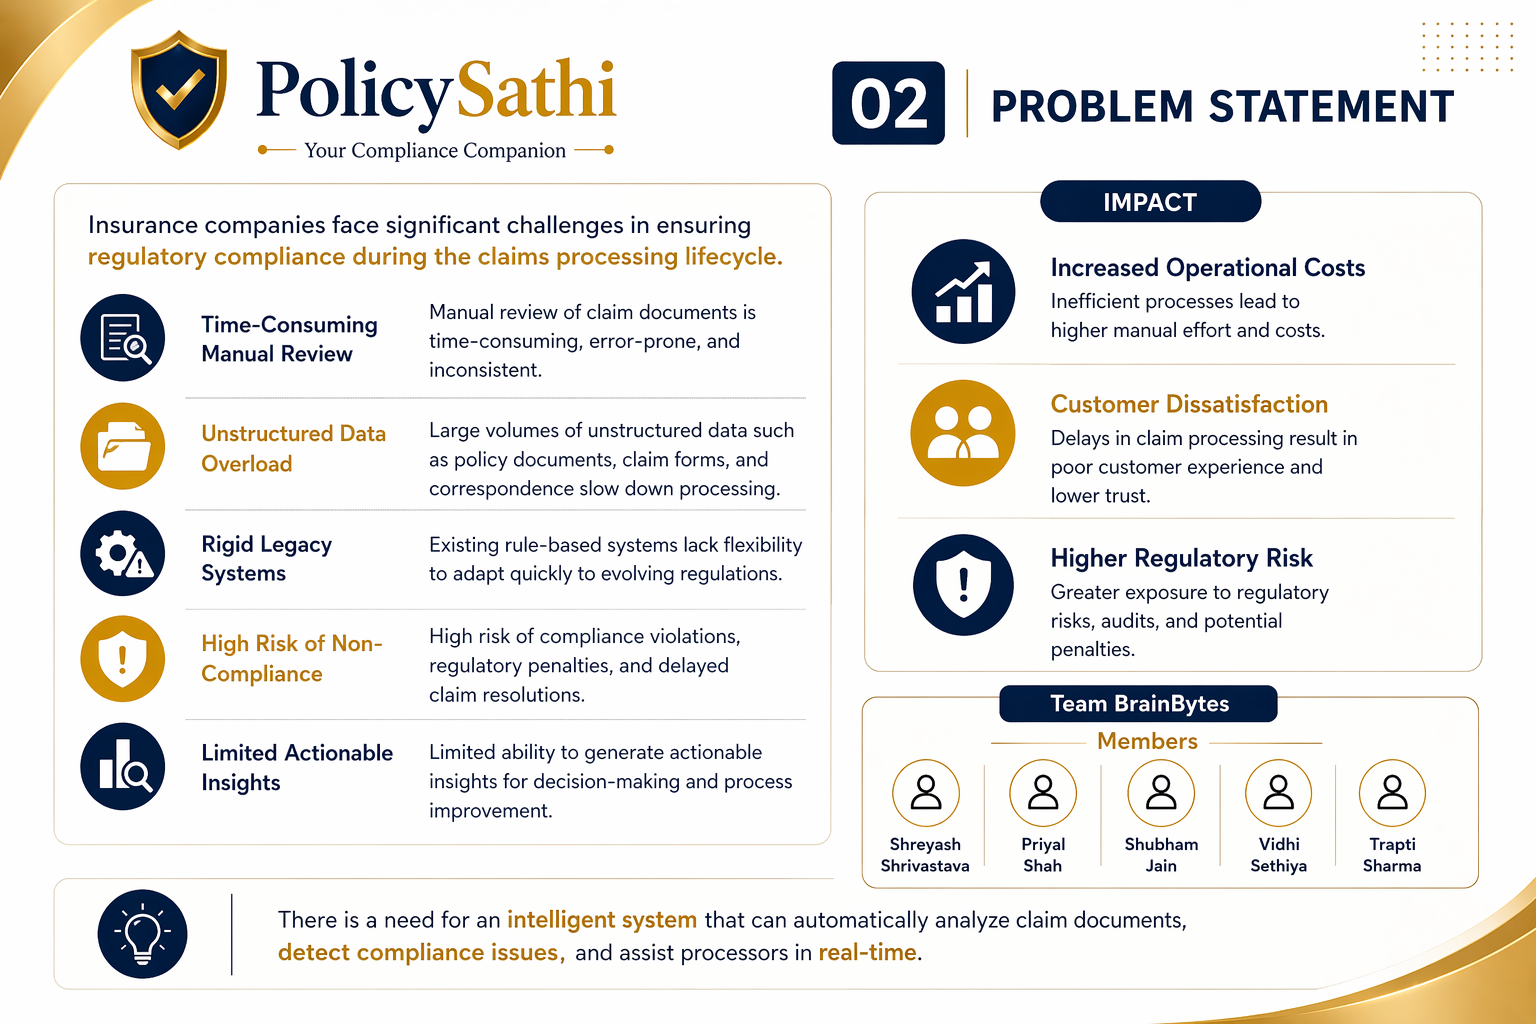 PolicySathi
Your Compliance Companion
02
PROBLEM STATEMENT
Insurance companies face significant challenges in ensuring
regulatory compliance during the claims processing lifecycle.
Time-Consuming
Manual Review
Manual review of claim documents is
time-consuming, error-prone, and
inconsistent.
Unstructured Data
Overload
Large volumes of unstructured data such
as policy documents, claim forms, and
correspondence slow down processing.
Rigid Legacy
Systems
Existing rule-based systems lack flexibility
to adapt quickly to evolving regulations.
High Risk of Non-
Compliance
High risk of compliance violations,
regulatory penalties, and delayed
claim resolutions.
Limited Actionable
Insights
Limited ability to generate actionable
insights for decision-making and process
improvement.
IMPACT
Increased Operational Costs
Inefficient processes lead to
higher manual effort and costs.
Customer Dissatisfaction
Delays in claim processing result in
poor customer experience and
lower trust.
Higher Regulatory Risk
Greater exposure to regulatory
risks, audits, and potential
penalties.
Team BrainBytes
Members
Shreyash
Shrivastava
Priyal
Shah
Shubham
Jain
Vidhi
Sethiya
Trapti
Sharma
There is a need for an intelligent system that can automatically analyze claim documents,
detect compliance issues, and assist processors in real-time.